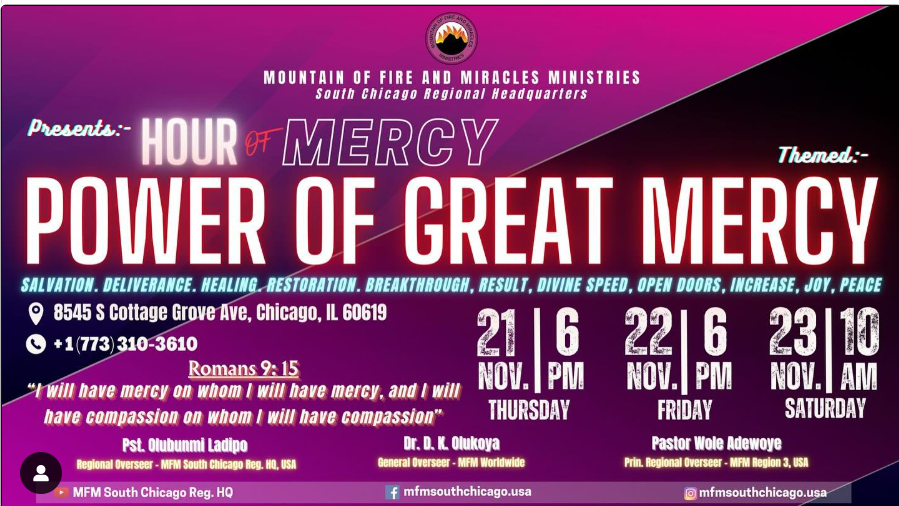 MOUNTAIN OF FIRE AND MIRACLES MINISTRIES
South Chicago Regional Headquarters
Presents:-
HOUR OF MERCY
Themed:-
POWER OF GREAT MERCY
SALVATION. DELIVERANCE. HEALING. RESTORATION. BREAKTHROUGH, RESULT, DIVINE SPEED, OPEN DOORS, INCREASE, JOY, PEACE
8545 S Cottage Grove Ave, Chicago, IL 60619
+1(773)310-3610
Romans 9:15
"I will have mercy on whom I will have mercy, and I will
have compassion on whom I will have compassion"
21 NOV. | 6 PM
THURSDAY
22 NOV. | 6 PM
FRIDAY
23 NOV. | 10 AM
SATURDAY
Pst. Olubunmi Ladipo
Regional Overseer - MFM South Chicago Reg. HQ, USA
Dr. D. K. Olukoya
General Overseer - MFM Worldwide
Pastor Wole Adewoye
Prin. Regional Overseer - MFM Region 3, USA
MFM South Chicago Reg. HQ
mfmsouthchicago.usa
mfmsouthchicago.usa